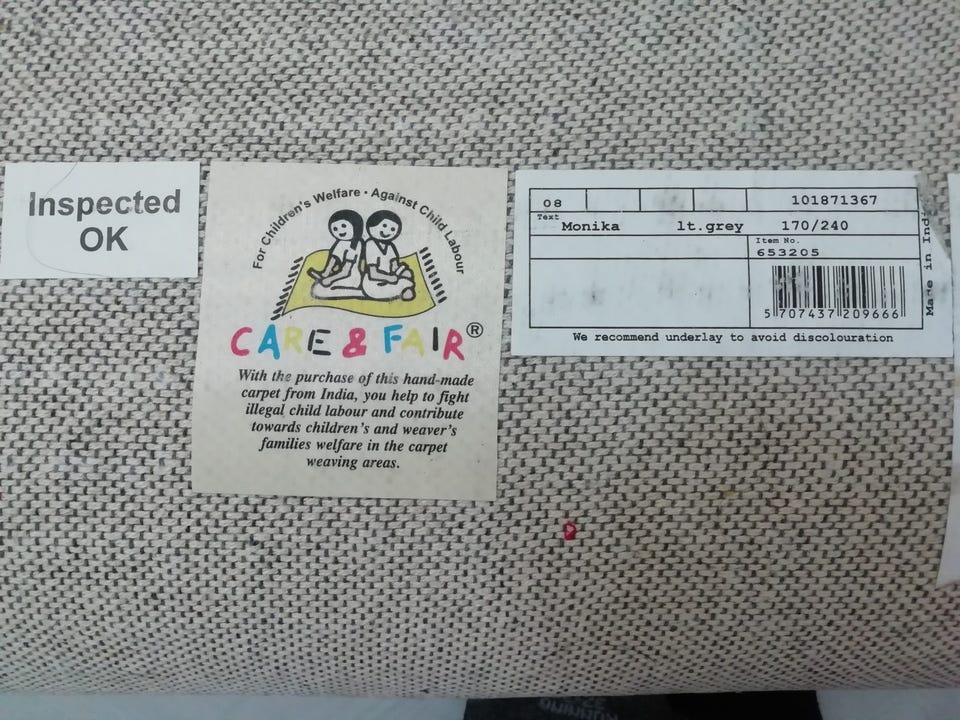 Inspected
OK
For Children's Welfare • Against Child Labour
CARE & FAIR®
With the purchase of this hand-made
carpet from India, you help to fight
illegal child labour and contribute
towards children's and weaver's
families welfare in the carpet
weaving areas.
08 101871367
Text
Monika lt.grey 170/240
Item No.
653205
5 707437 209666
We recommend underlay to avoid discolouration
Made in